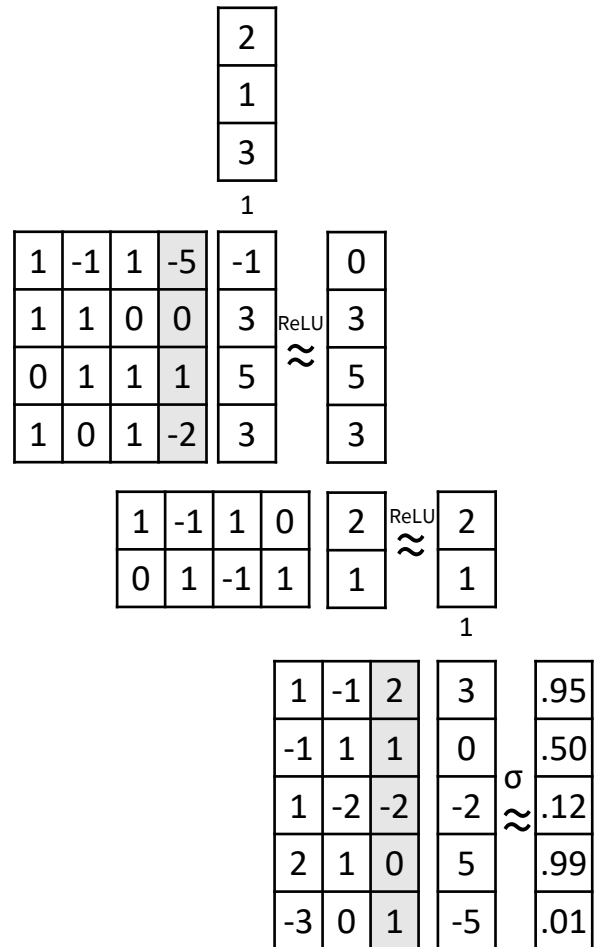 2
1
3
1
1 -1 1 -5 -1 0
1 1 0 0 3 ReLU 3
≈
0 1 1 1 5 5
1 0 1 -2 3 3
1 -1 1 0 2 ReLU 2
≈
0 1 -1 1 1 1
1
1 -1 2 3 .95
-1 1 1 0 .50
σ
1 -2 -2 -2 ≈ .12
2 1 0 5 .99
-3 0 1 -5 .01